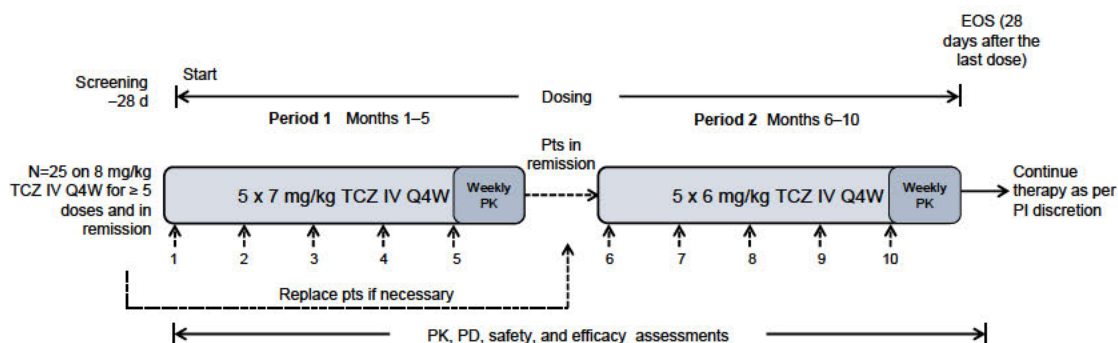 EOS (28
days after the
last dose)
Screening
–28 d
Start
Dosing
Period 1 Months 1–5
Period 2 Months 6–10
N=25 on 8 mg/kg
TCZ IV Q4W for ≥ 5
doses and in
remission
5 x 7 mg/kg TCZ IV Q4W
Weekly
PK
Pts in
remission
5 x 6 mg/kg TCZ IV Q4W
Weekly
PK
Continue
therapy as per
PI discretion
1 2 3 4 5 6 7 8 9 10
Replace pts if necessary
PK, PD, safety, and efficacy assessments